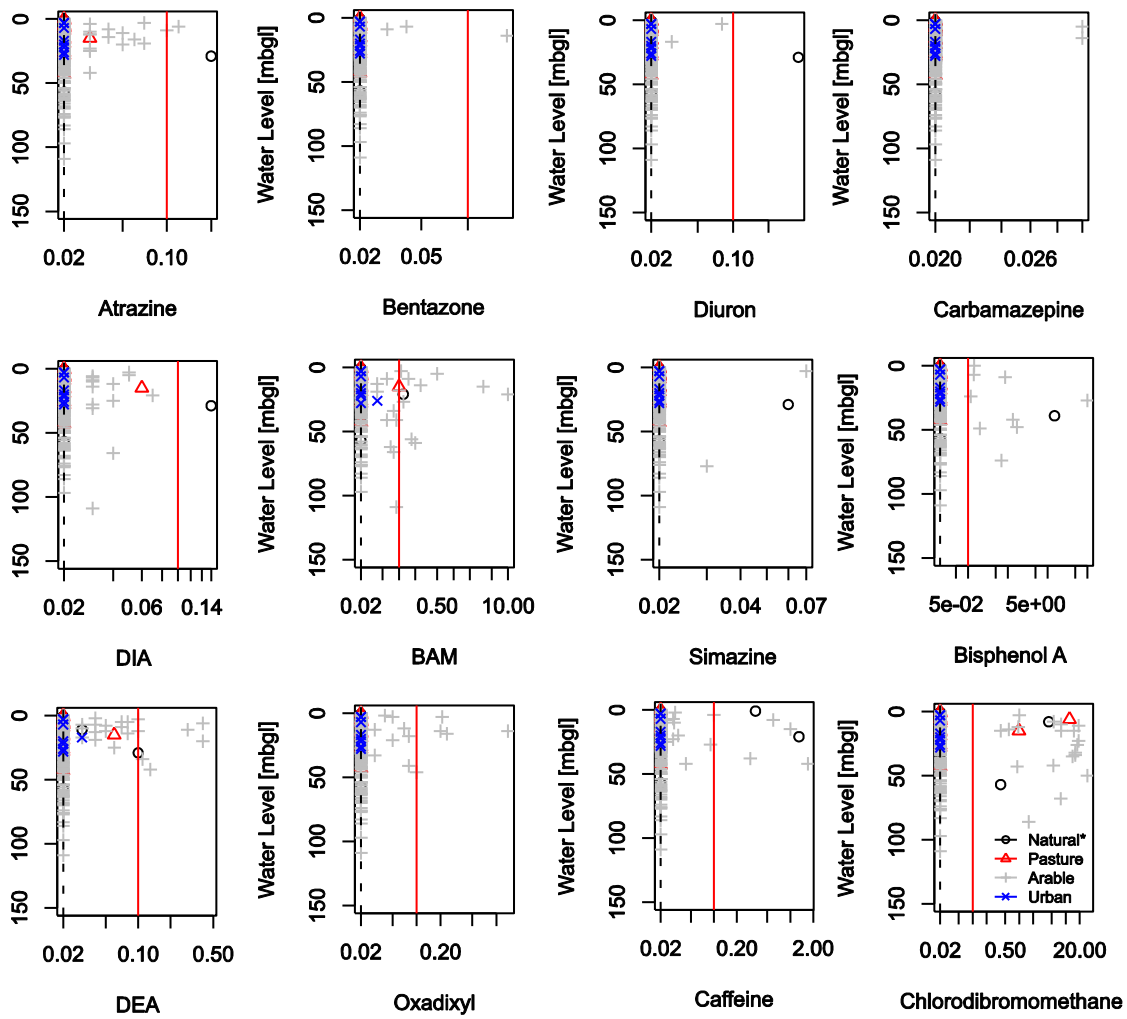 0
50
100
150
0.02
0.10
Atrazine
Water Level [mbgl]
0
50
100
150
0.02
0.05
Bentazone
Water Level [mbgl]
0
50
100
150
0.02
0.10
Diuron
Water Level [mbgl]
0
50
100
150
0.020
0.026
Carbamazepine
0
50
100
150
0.02
0.06
0.14
DIA
Water Level [mbgl]
0
50
100
150
0.02
0.50
10.00
BAM
Water Level [mbgl]
0
50
100
150
0.02
0.04
0.07
Simazine
Water Level [mbgl]
0
50
100
150
5e-02
5e+00
Bisphenol A
0
50
100
150
0.02
0.10
0.50
DEA
Water Level [mbgl]
0
50
100
150
0.02
0.20
Oxadixyl
Water Level [mbgl]
0
50
100
150
0.02
0.20
2.00
Caffeine
Water Level [mbgl]
0
50
100
150
Natural*
Pasture
Arable
Urban
0.02
0.50
20.00
Chlorodibromomethane